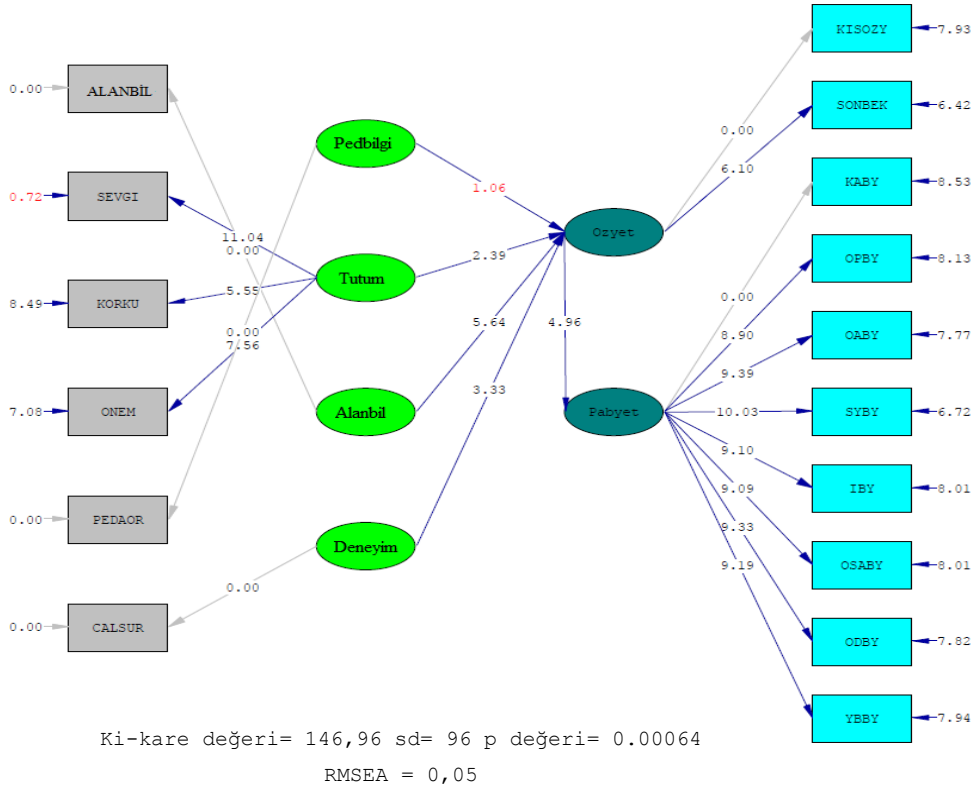 KISOZY
7.93
0.00
ALANBİL
SONBEK
6.42
0.00
Pedbilgi
6.10
KABY
8.53
0.72
SEVGI
1.06
11.04
0.00
Ozyet
Tutum
2.39
OPBY
8.13
8.49
KORKU
5.55
0.00
0.00
7.56
5.64
4.96
8.90
OABY
7.77
9.39
3.33
7.08
ONEM
Alanbil
Pabyet
10.03
SYBY
6.72
9.10
9.09
IBY
8.01
0.00
PEDAOR
9.33
Deneyim
9.19
OSABY
8.01
0.00
0.00
CALSUR
ODBY
7.82
YBBY
7.94
Ki-kare değeri= 146,96 sd= 96 p değeri= 0.00064
RMSEA = 0,05